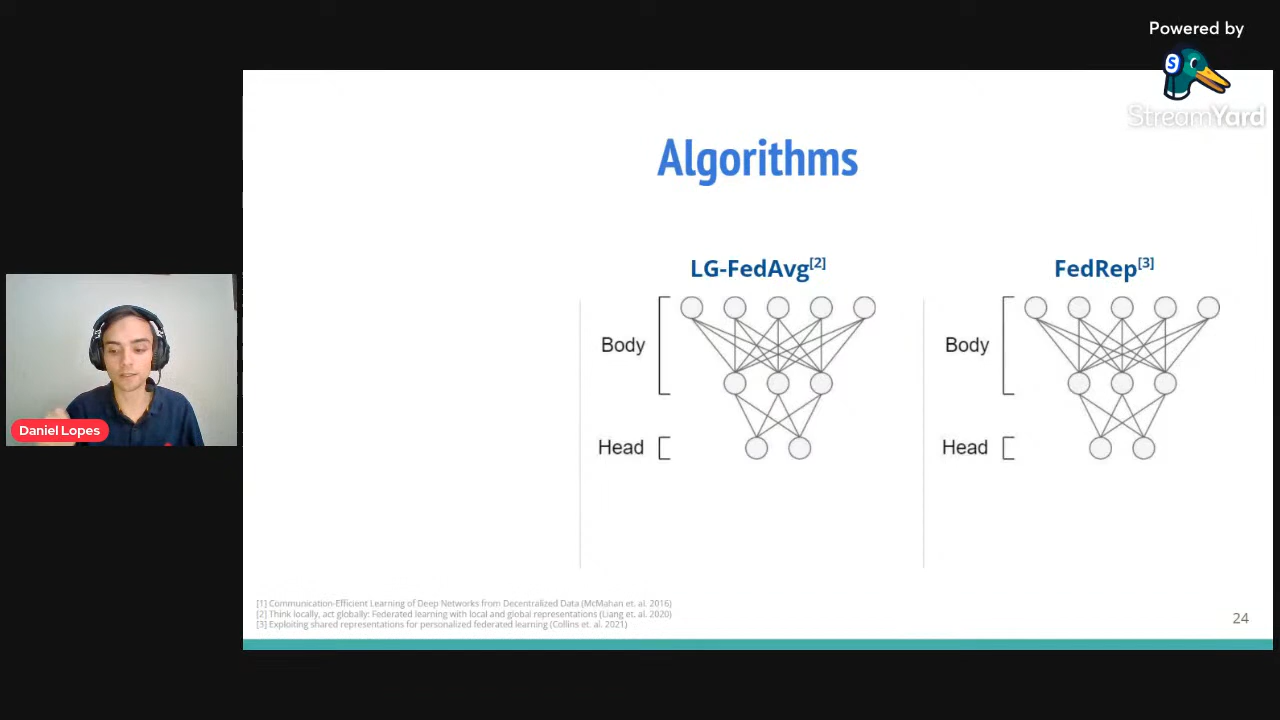 Powered by
S
StreamYard
Algorithms
LG-FedAvg[2]
FedRep[3]
Body
Body
Head
Head
Daniel Lopes
[1] Communication-Efficient Learning of Deep Networks from Decentralized Data (McMahan et. al. 2016)
[2] Think locally, act globally: Federated learning with local and global representations (Liang et. al. 2020)
[3] Exploiting shared representations for personalized federated learning (Collins et. al. 2021)
24